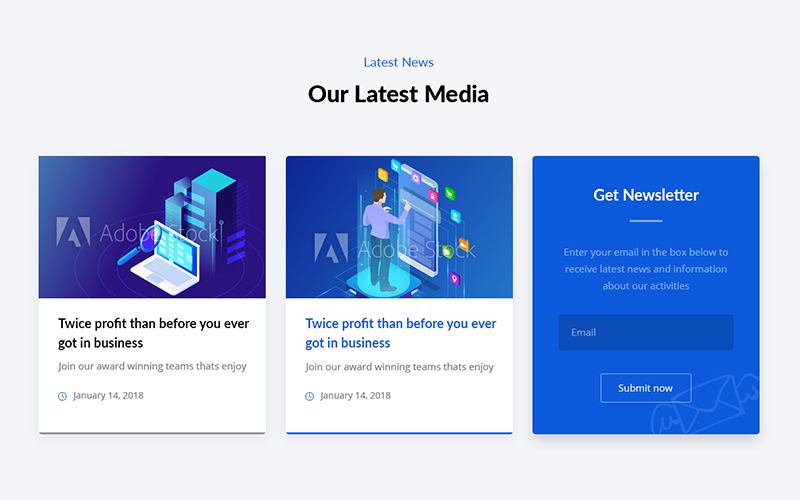 Latest News
Our Latest Media
Adobe Stock
Twice profit than before you ever
got in business
Join our award winning teams thats enjoy
January 14, 2018
Adobe Stock
Twice profit than before you ever
got in business
Join our award winning teams thats enjoy
January 14, 2018
Get Newsletter
Enter your email in the box below to
receive latest news and information
about our activities
Email
Submit now